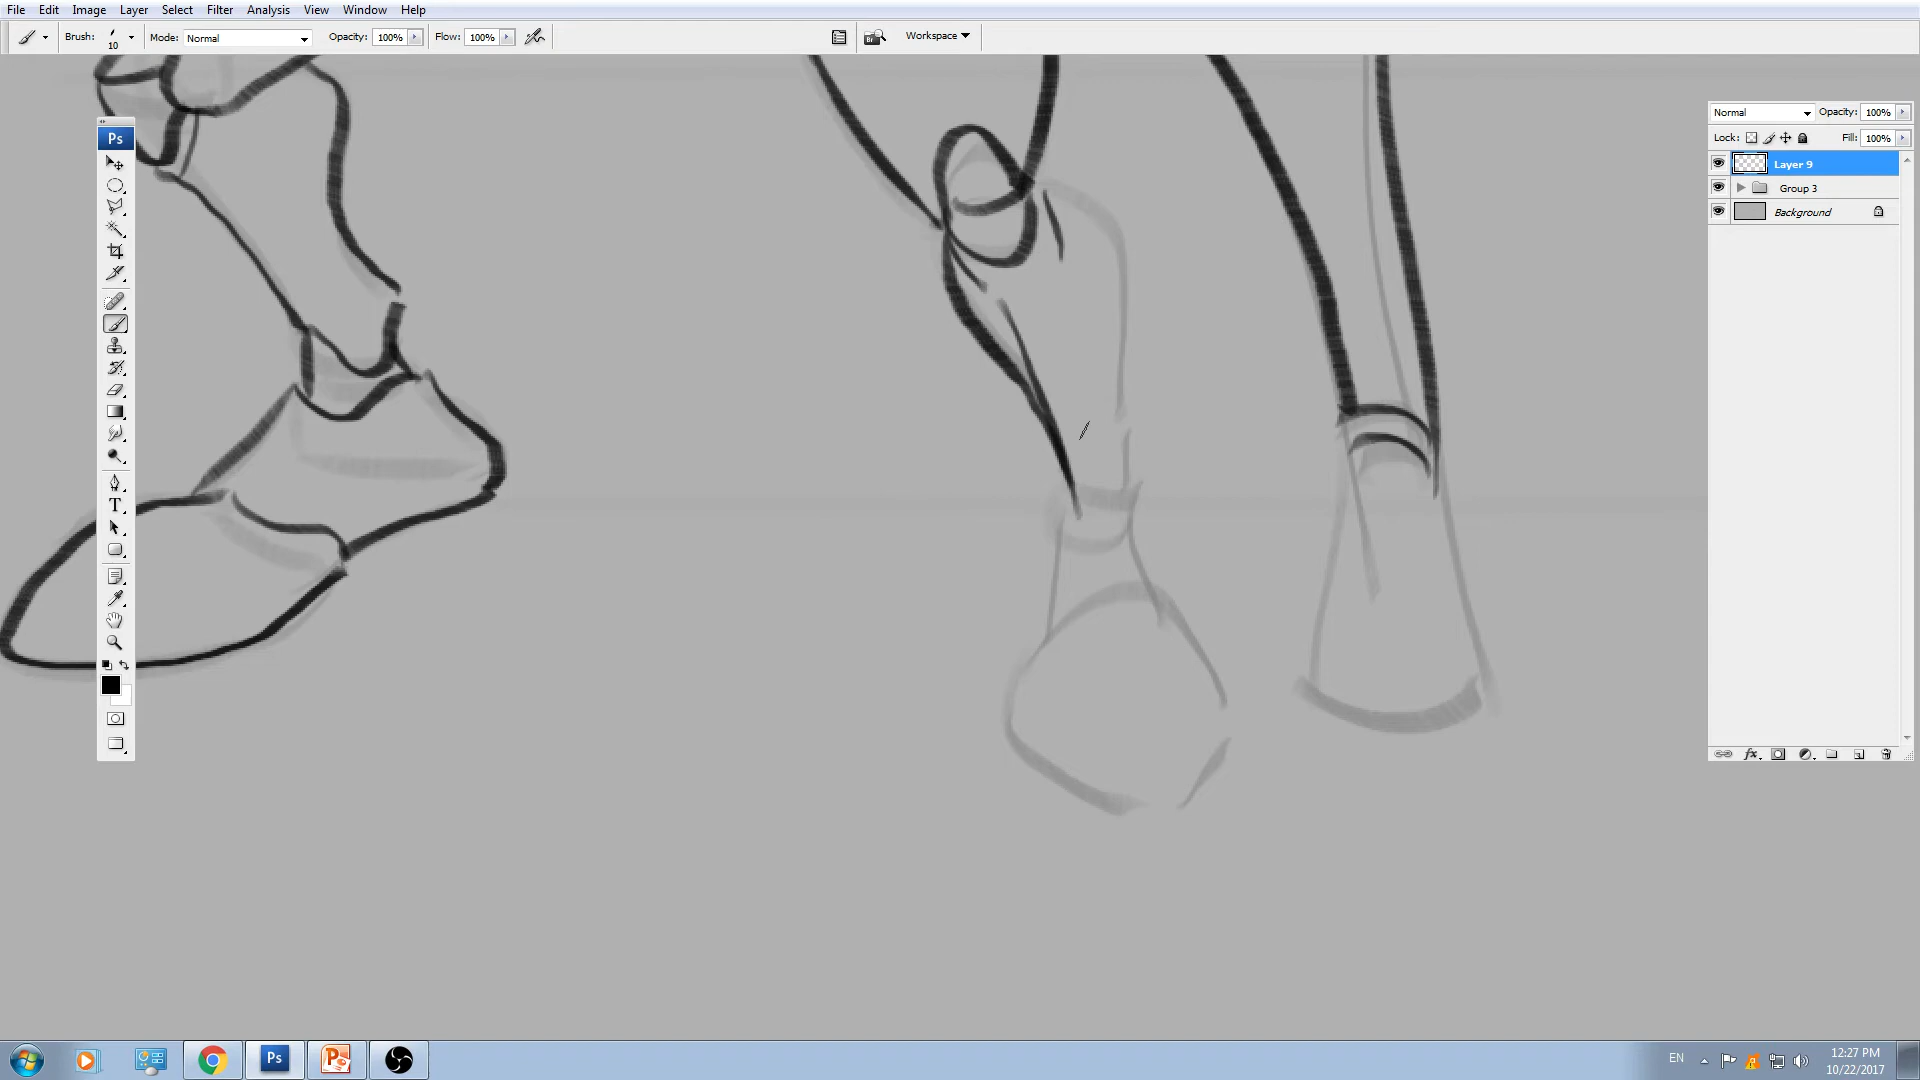 File Edit Image Layer Select Filter Analysis View Window Help
Brush: 10 Mode: Normal Opacity: 100% Flow: 100% Workspace
Ps
Normal Opacity: 100%
Lock: Fill: 100%
Layer 9
Group 3
Background
T
fx
Ps
EN
12:27 PM
10/22/2017